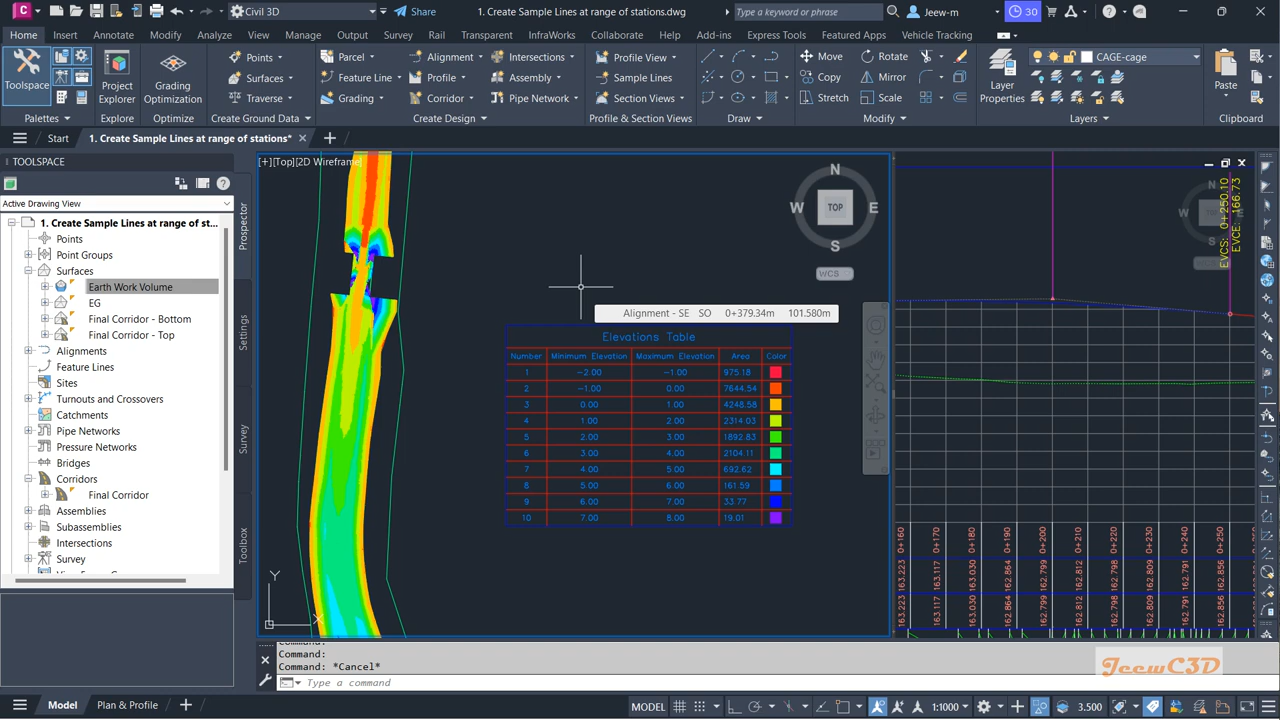 Civil 3D
Share
1. Create Sample Lines at range of stations.dwg
Type a keyword or phrase
Jeew-m
30
Home Insert Annotate Modify Analyze View Manage Output Survey Rail Transparent InfraWorks Collaborate Help Add-ins Express Tools Featured Apps Vehicle Tracking
Toolspace
Project Explorer
Grading Optimization
Points
Surfaces
Traverse
Parcel
Feature Line
Grading
Alignment
Profile
Corridor
Intersections
Assembly
Pipe Network
Profile View
Sample Lines
Section Views
Move
Rotate
Copy
Mirror
Stretch
Scale
Layer Properties
CAGE-cage
Paste
Palettes
Explore
Optimize
Create Ground Data
Create Design
Profile & Section Views
Draw
Modify
Layers
Clipboard
Start
1. Create Sample Lines at range of stations*
TOOLSPACE
Active Drawing View
1. Create Sample Lines at range of st...
Points
Point Groups
Surfaces
Earth Work Volume
EG
Final Corridor - Bottom
Final Corridor - Top
Alignments
Feature Lines
Sites
Turnouts and Crossovers
Catchments
Pipe Networks
Pressure Networks
Bridges
Corridors
Final Corridor
Assemblies
Subassemblies
Intersections
Survey
Prospector
Settings
Survey
Toolbox
[+][Top][2D Wireframe]
N
W TOP E
S
WCS
Alignment - SE SO 0+379.34m 101.580m
Elevations Table
Number Minimum Elevation Maximum Elevation Area Color
1 -2.00 -1.00 975.18
2 -1.00 0.00 7644.54
3 0.00 1.00 4248.58
4 1.00 2.00 2314.03
5 2.00 3.00 1892.83
6 3.00 4.00 2104.11
7 4.00 5.00 692.62
8 5.00 6.00 161.59
9 6.00 7.00 33.77
10 7.00 8.00 19.01
Y
X
N
W
EVCS: 0+250.10
EVCE: 166.73
0+160 0+170 0+180 0+190 0+200 0+210 0+220 0+230 0+240 0+250
163.223 163.117 163.030 162.864 162.799 162.812 162.812 162.809 162.799 162.856
163.223 163.117 163.030 162.864 162.799 162.812 162.812 162.809 162.799 162.856
Command:
Command:
Command: *Cancel*
Type a command
JeewC3D
Model
Plan & Profile
MODEL
1:1000
3.500